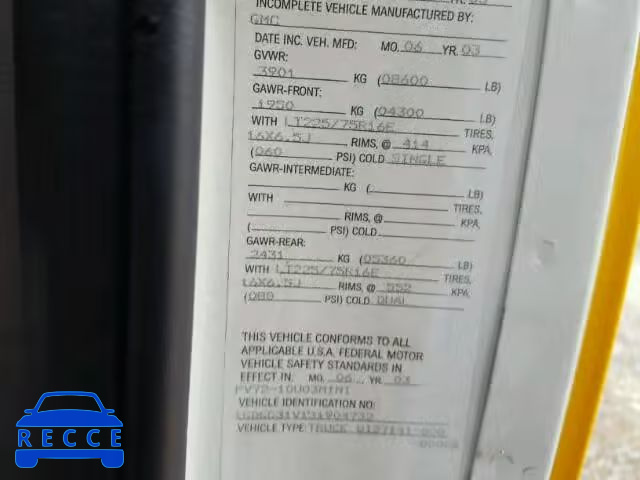 INCOMPLETE VEHICLE MANUFACTURED BY:
GMC
DATE INC. VEH. MFD: MO. 06 YR. 03
GVWR:
3901 KG (08600 LB)
GAWR-FRONT:
1950 KG (04300 LB)
WITH LT225/75R16E TIRES,
16X6.5J RIMS, @ 414 KPA,
(060 PSI) COLD SINGLE
GAWR-INTERMEDIATE:
KG ( LB)
WITH TIRES,
RIMS, @ KPA,
( PSI) COLD
GAWR-REAR:
2431 KG (05360 LB)
WITH LT225/75R16E TIRES,
16X6.5J RIMS, @ 552 KPA,
(080 PSI) COLD DUAL
THIS VEHICLE CONFORMS TO ALL
APPLICABLE U.S.A. FEDERAL MOTOR
VEHICLE SAFETY STANDARDS IN
EFFECT IN. MO. 06 YR. 03
VEHICLE IDENTIFICATION NO:
VEHICLE TYPE: TRUCK
RECCE